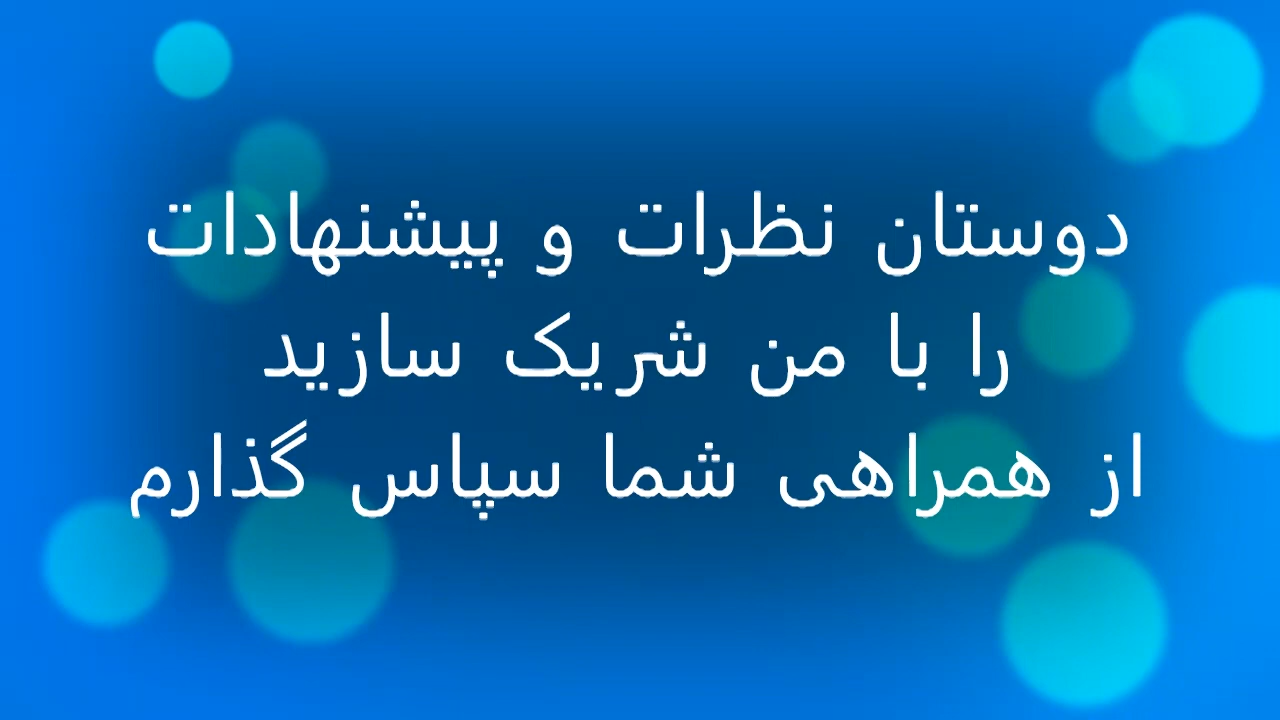 دوستان نظرات و پیشنهادات
را با من شریک سازید
از همراهی شما سپاس گذارم